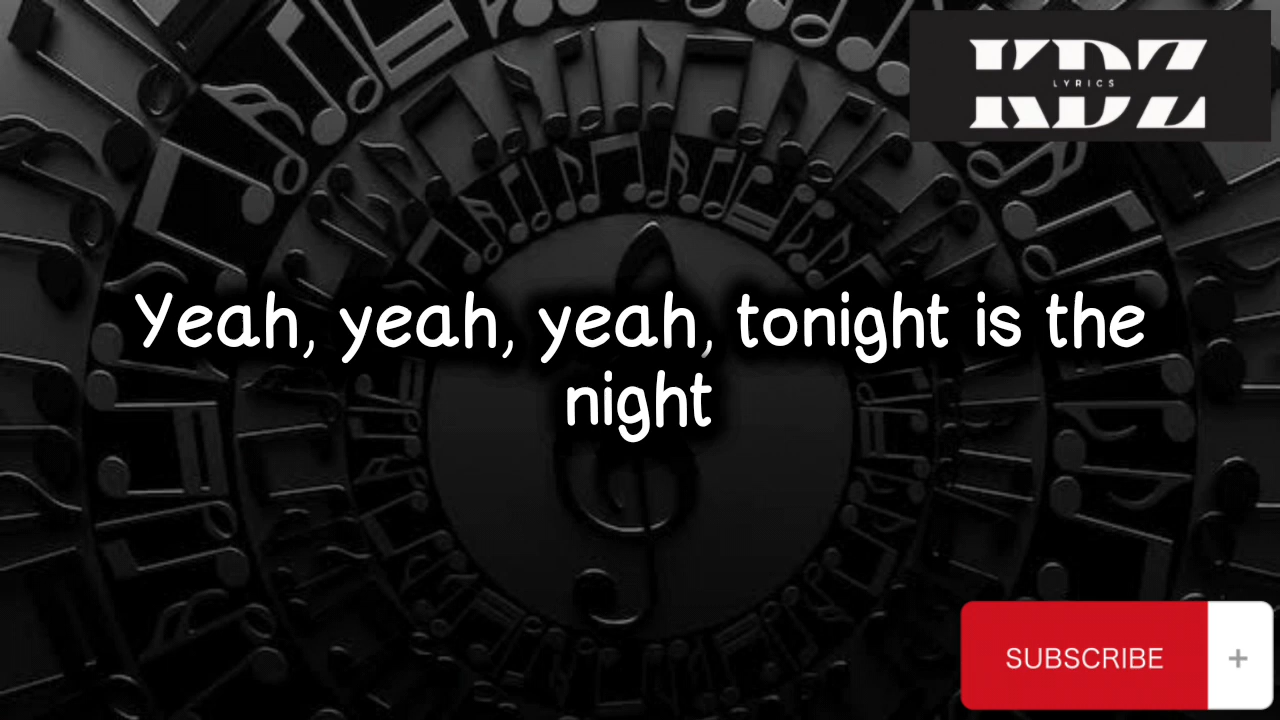 KDZ
LYRICS
Yeah, yeah, yeah, tonight is the
night
SUBSCRIBE +